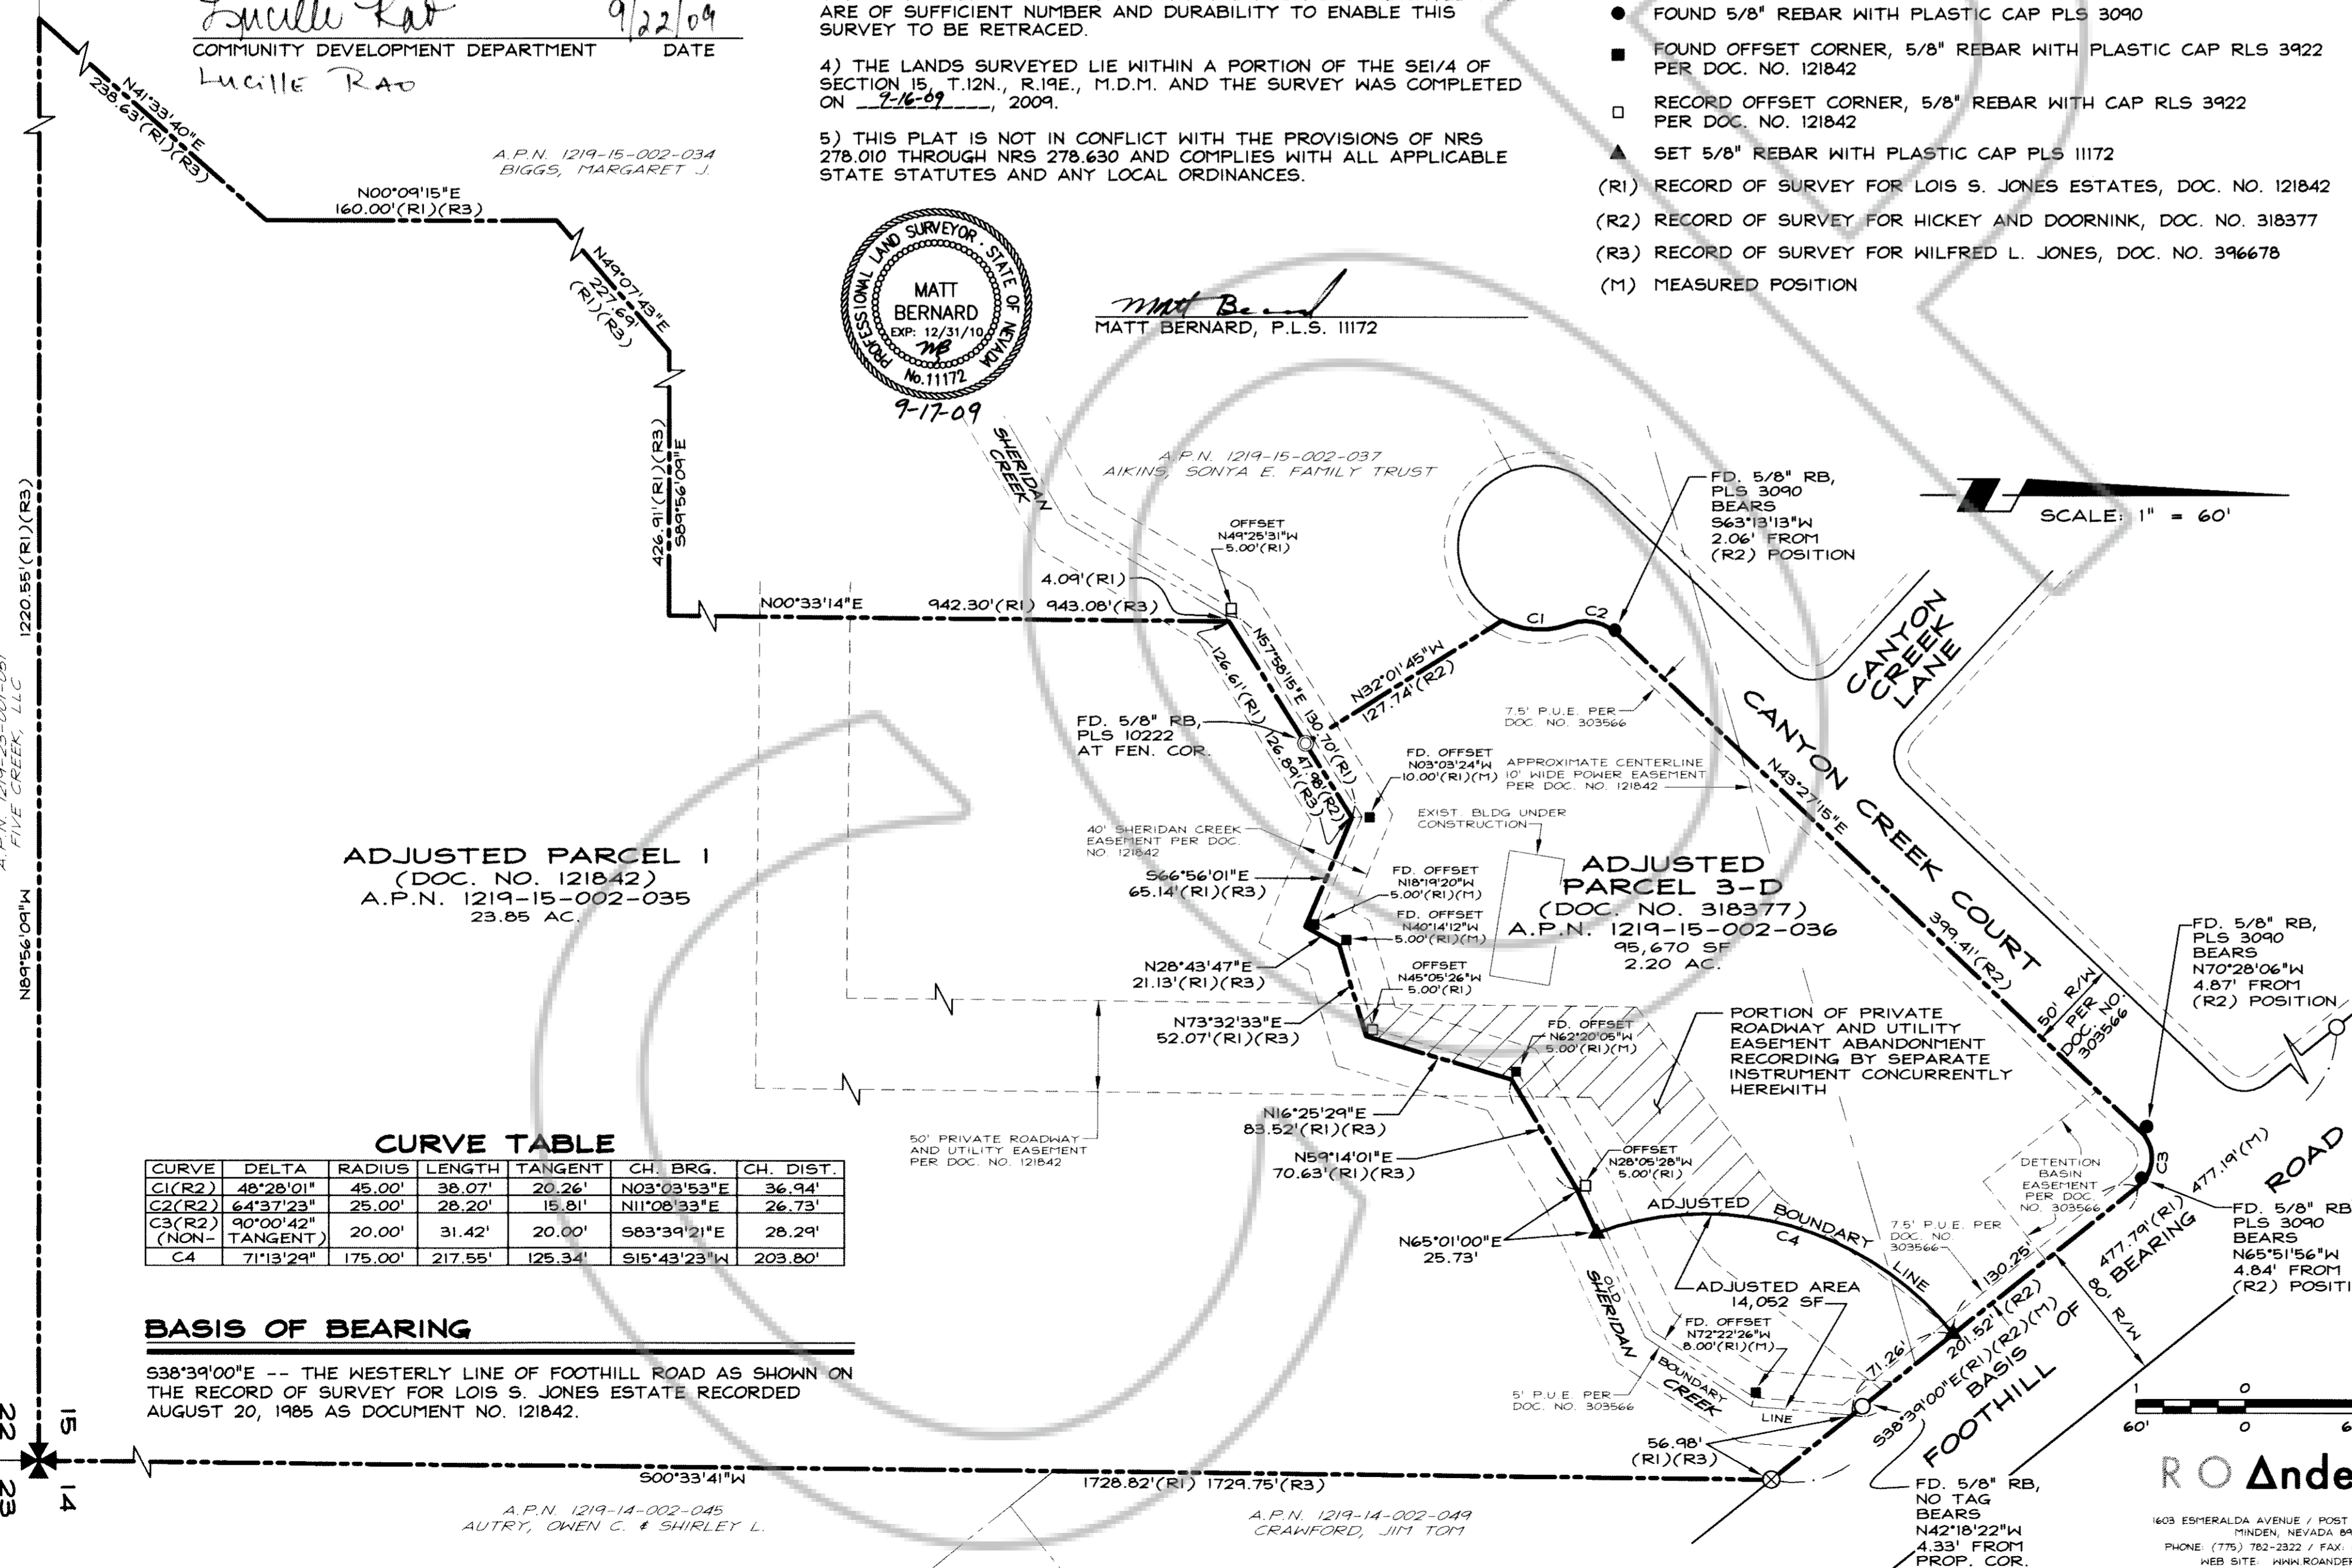 Lucille Rao 9/22/09
COMMUNITY DEVELOPMENT DEPARTMENT DATE
Lucille Rao
ARE OF SUFFICIENT NUMBER AND DURABILITY TO ENABLE THIS
SURVEY TO BE RETRACED.
4) THE LANDS SURVEYED LIE WITHIN A PORTION OF THE SE1/4 OF
SECTION 15, T.12N., R.19E., M.D.M. AND THE SURVEY WAS COMPLETED
ON 9-16-09, 2009.
5) THIS PLAT IS NOT IN CONFLICT WITH THE PROVISIONS OF NRS
278.010 THROUGH NRS 278.630 AND COMPLIES WITH ALL APPLICABLE
STATE STATUTES AND ANY LOCAL ORDINANCES.
FOUND 5/8" REBAR WITH PLASTIC CAP PLS 3090
FOUND OFFSET CORNER, 5/8" REBAR WITH PLASTIC CAP RLS 3922
PER DOC. NO. 121842
RECORD OFFSET CORNER, 5/8" REBAR WITH CAP RLS 3922
PER DOC. NO. 121842
SET 5/8" REBAR WITH PLASTIC CAP PLS 11172
(R1) RECORD OF SURVEY FOR LOIS S. JONES ESTATES, DOC. NO. 121842
(R2) RECORD OF SURVEY FOR HICKEY AND DOORNINK, DOC. NO. 318377
(R3) RECORD OF SURVEY FOR WILFRED L. JONES, DOC. NO. 396678
(M) MEASURED POSITION
PROFESSIONAL LAND SURVEYOR · STATE OF NEVADA
MATT
BERNARD
EXP: 12/31/10
MB
No.11172
9-17-09
MATT BERNARD, P.L.S. 11172
N41°33'40"E
238.63'(R1)(R3)
A.P.N. 1219-15-002-034
BIGGS, MARGARET J.
N00°09'15"E
160.00'(R1)(R3)
N49°07'43"E
227.69'
(R1)(R3)
426.91'(R1)(R3)
S89°56'09"E
1220.55'(R1)(R3)
N89°56'09"W
FIVE CREEK, LLC
N00°33'14"E 942.30'(R1) 943.08'(R3)
4.09'(R1)
SHERIDAN
CREEK
A.P.N. 1219-15-002-037
AIKINS, SONYA E. FAMILY TRUST
OFFSET
N49°25'31"W
5.00'(R1)
FD. 5/8" RB,
PLS 3090
BEARS
S63°13'13"W
2.06' FROM
(R2) POSITION
SCALE: 1" = 60'
C1
C2
CANYON
CREEK
LANE
N57°58'15"E 130.70'(R1)
126.61'(R1)
126.89'(R3)
47.98'(R2)
N32°01'45"W
127.74'(R2)
7.5' P.U.E. PER
DOC. NO. 303566
FD. 5/8" RB,
PLS 10222
AT FEN. COR.
FD. OFFSET
N03°03'24"W
10.00'(R1)(M)
APPROXIMATE CENTERLINE
10' WIDE POWER EASEMENT
PER DOC. NO. 121842
CANYON CREEK COURT
N43°27'15"E
399.41'(R2)
EXIST. BLDG UNDER
CONSTRUCTION
40' SHERIDAN CREEK
EASEMENT PER DOC.
NO. 121842
ADJUSTED PARCEL 1
(DOC. NO. 121842)
A.P.N. 1219-15-002-035
23.85 AC.
S66°56'01"E
65.14'(R1)(R3)
FD. OFFSET
N18°19'20"W
5.00'(R1)(M)
FD. OFFSET
N40°14'12"W
5.00'(R1)(M)
ADJUSTED
PARCEL 3-D
(DOC. NO. 318377)
A.P.N. 1219-15-002-036
95,670 SF
2.20 AC.
OFFSET
N45°05'26"W
5.00'(R1)
N28°43'47"E
21.13'(R1)(R3)
N73°32'33"E
52.07'(R1)(R3)
FD. 5/8" RB,
PLS 3090
BEARS
N70°28'06"W
4.87' FROM
(R2) POSITION
50' R/W
PER
DOC. NO.
303566
FD. OFFSET
N62°20'05"W
5.00'(R1)(M)
PORTION OF PRIVATE
ROADWAY AND UTILITY
EASEMENT ABANDONMENT
RECORDING BY SEPARATE
INSTRUMENT CONCURRENTLY
HEREWITH
N16°25'29"E
83.52'(R1)(R3)
50' PRIVATE ROADWAY
AND UTILITY EASEMENT
PER DOC. NO. 121842
N59°14'01"E
70.63'(R1)(R3)
OFFSET
N28°05'28"W
5.00'(R1)
DETENTION
BASIN
EASEMENT
PER DOC.
NO. 303566
C3
CURVE TABLE
CURVE DELTA RADIUS LENGTH TANGENT CH. BRG. CH. DIST.
C1(R2) 48°28'01" 45.00' 38.07' 20.26' N03°03'53"E 36.94'
C2(R2) 64°37'23" 25.00' 28.20' 15.81' N11°08'33"E 26.73'
C3(R2) 90°00'42" 20.00' 31.42' 20.00' S83°39'21"E 28.29'
(NON- TANGENT)
C4 71°13'29" 175.00' 217.55' 125.34' S15°43'23"W 203.80'
ADJUSTED BOUNDARY LINE
C4
7.5' P.U.E. PER
DOC. NO.
303566
N65°01'00"E
25.73'
ADJUSTED AREA
14,052 SF
FD. OFFSET
N72°22'26"W
8.00'(R1)(M)
OLD
SHERIDAN
CREEK
BOUNDARY
LINE
5' P.U.E. PER
DOC. NO. 303566
130.25'
71.26'
201.52'(R2)
S38°39'00"E(R1)(R2)(M)
BASIS OF BEARING
477.79'(R1) 477.19'(M)
FOOTHILL ROAD
80' R/W
FD. 5/8" RB
PLS 3090
BEARS
N65°51'56"W
4.84' FROM
(R2) POSITI
56.98'
(R1)(R3)
FD. 5/8" RB,
NO TAG
BEARS
N42°18'22"W
4.33' FROM
PROP. COR.
BASIS OF BEARING
S38°39'00"E -- THE WESTERLY LINE OF FOOTHILL ROAD AS SHOWN ON
THE RECORD OF SURVEY FOR LOIS S. JONES ESTATE RECORDED
AUGUST 20, 1985 AS DOCUMENT NO. 121842.
22 15
23 14
S00°33'41"W 1728.82'(R1) 1729.75'(R3)
A.P.N. 1219-14-002-045
AUTRY, OWEN C. & SHIRLEY L.
A.P.N. 1219-14-002-049
CRAWFORD, JIM TOM
1 0
60' 0 6
R O Ande
1603 ESMERALDA AVENUE / POST
MINDEN, NEVADA 89
PHONE: (775) 782-2322 / FAX:
WEB SITE: WWW.ROANDE